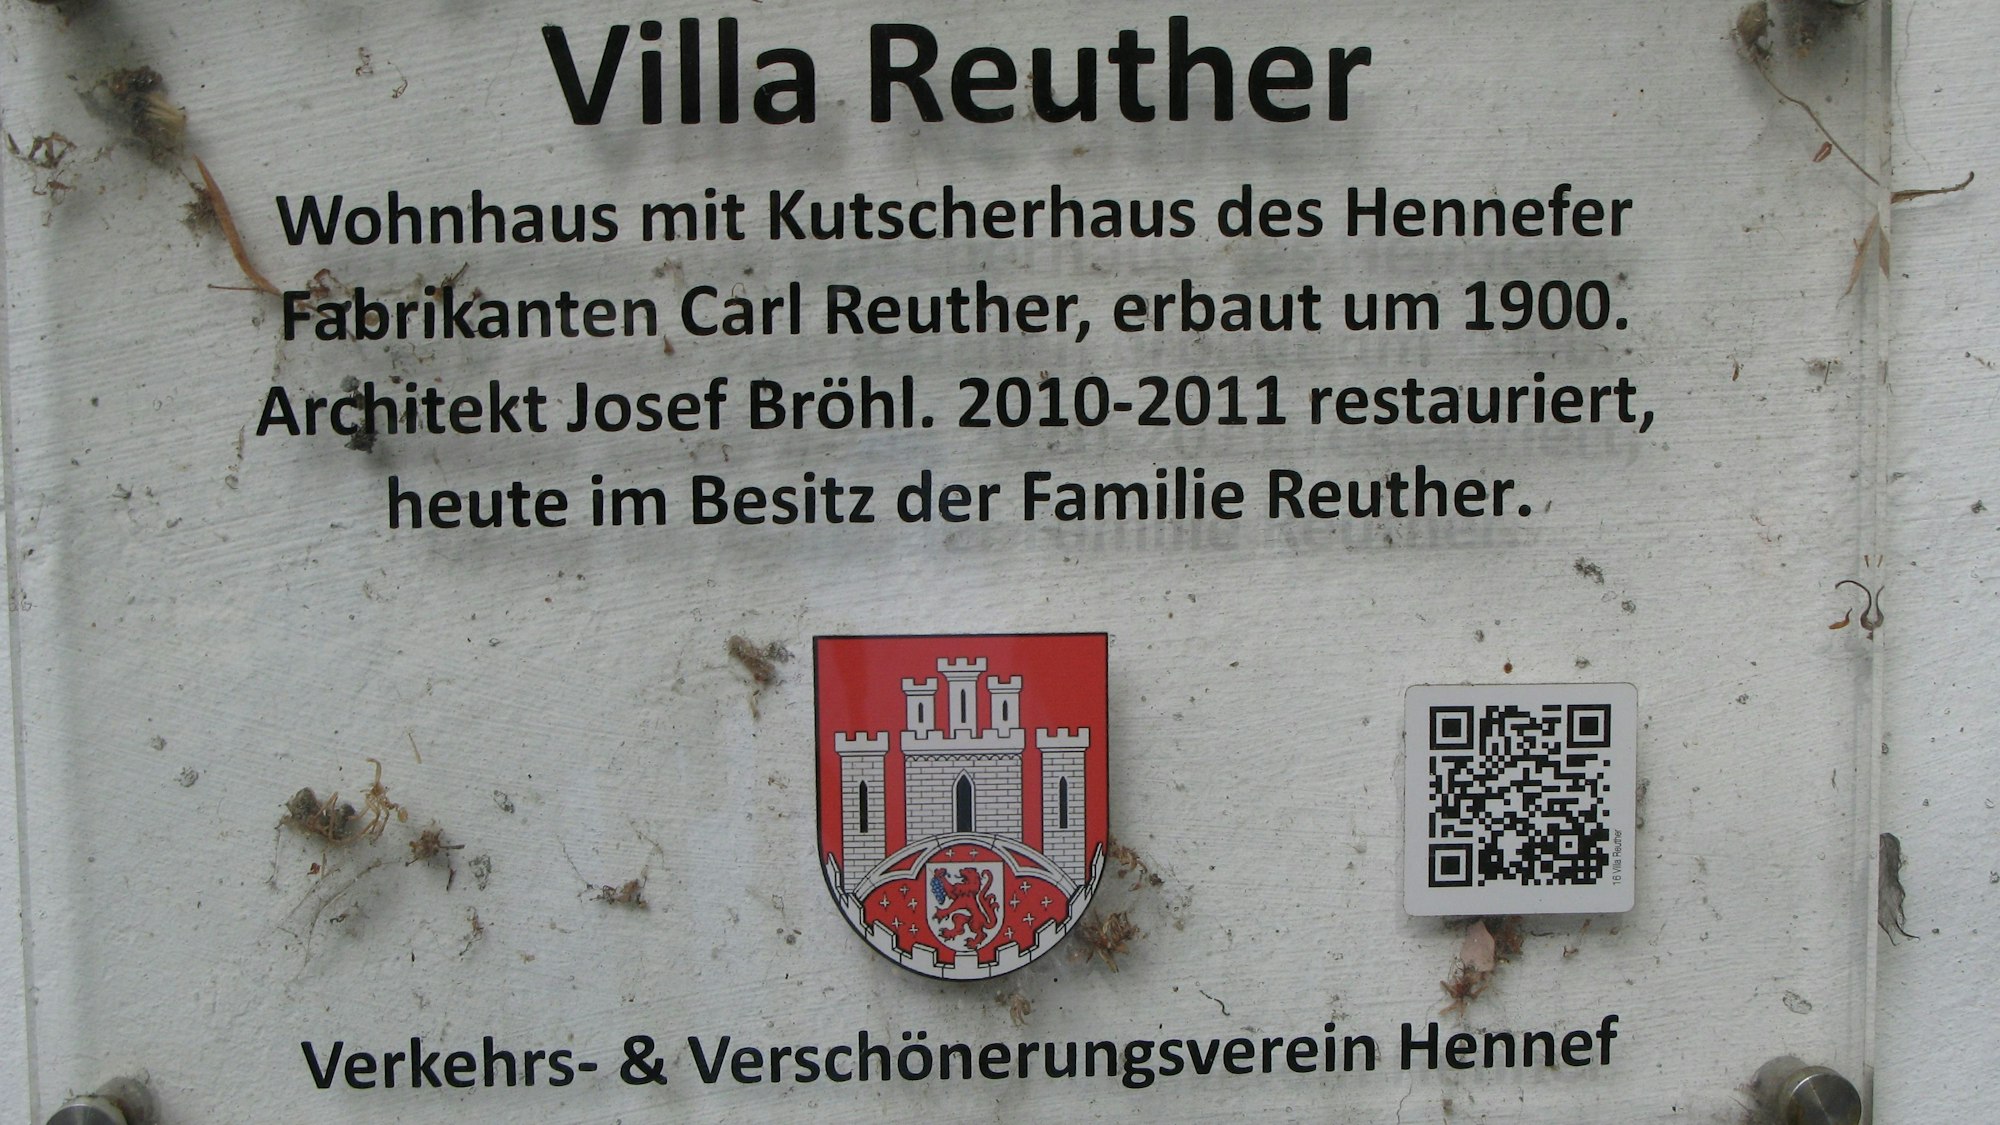 Villa Reuther
Wohnhaus mit Kutscherhaus des Hennefer
Fabrikanten Carl Reuther, erbaut um 1900.
Architekt Josef Bröhl. 2010-2011 restauriert,
heute im Besitz der Familie Reuther.
16 Villa Reuther
Verkehrs- & Verschönerungsverein Hennef